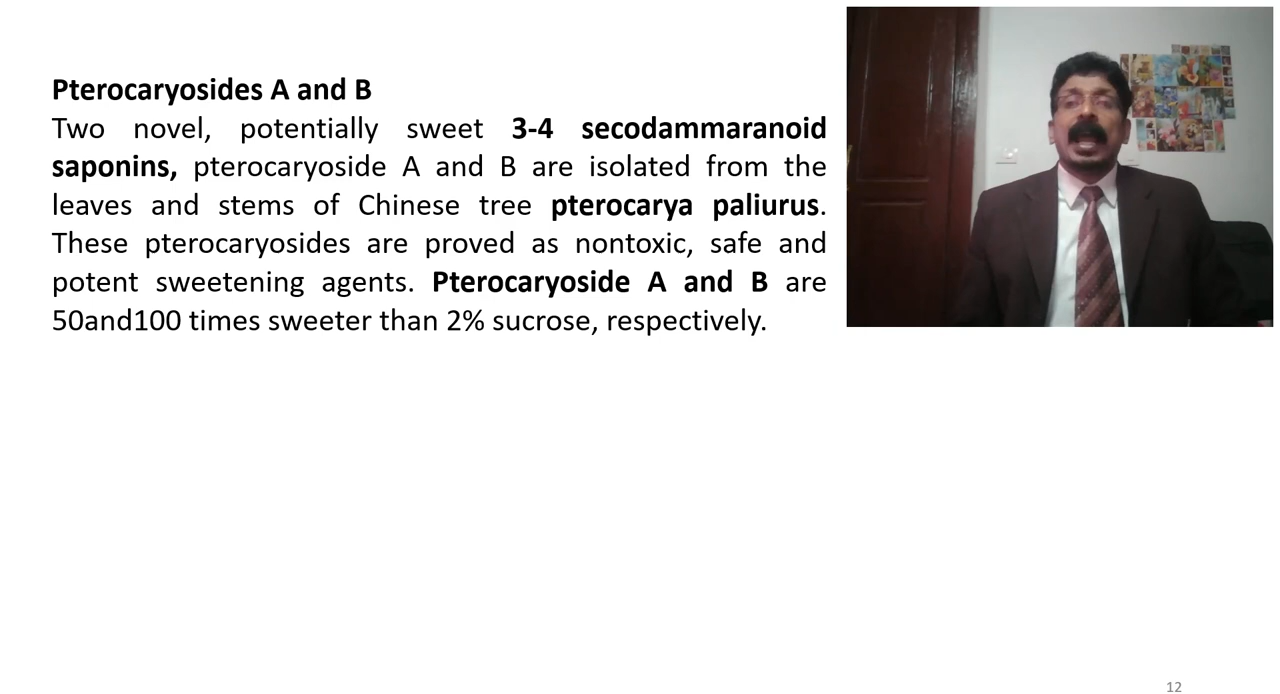 Pterocaryosides A and B
Two novel, potentially sweet 3-4 secodammaranoid
saponins, pterocaryoside A and B are isolated from the
leaves and stems of Chinese tree pterocarya paliurus.
These pterocaryosides are proved as nontoxic, safe and
potent sweetening agents. Pterocaryoside A and B are
50and100 times sweeter than 2% sucrose, respectively.
12